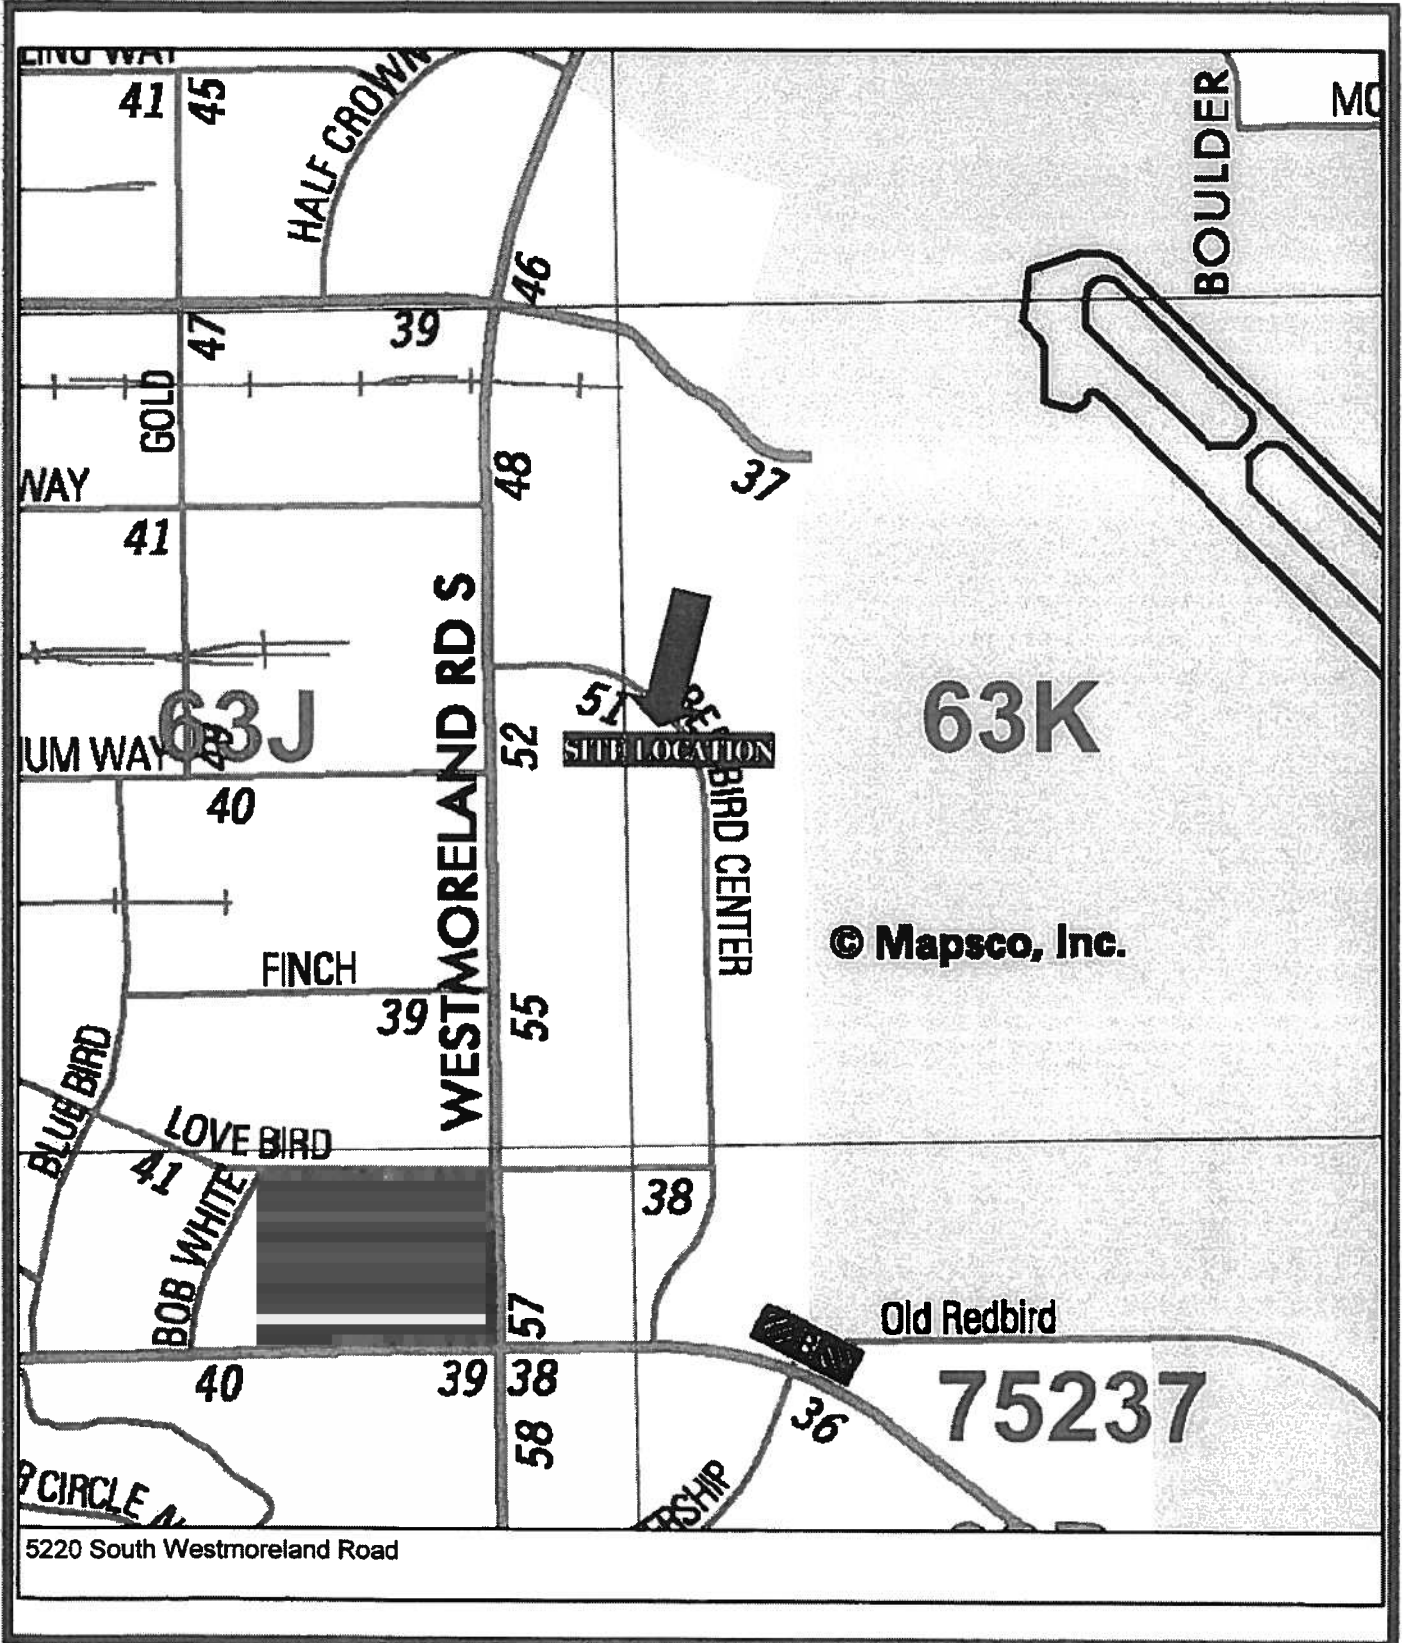 41
45
HALF CROWN
BOULDER
46
47
39
GOLD
WAY
41
48
37
WESTMORELAND RD S
51
SITE LOCATION
BIRD CENTER
63J
63K
UM WAY
40
52
© Mapsco, Inc.
FINCH
39
55
BLUE BIRD
LOVE BIRD
41
BOB WHITE
38
57
Old Redbird
40
39
38
36
75237
58
CIRCLE
ERSHIP
5220 South Westmoreland Road